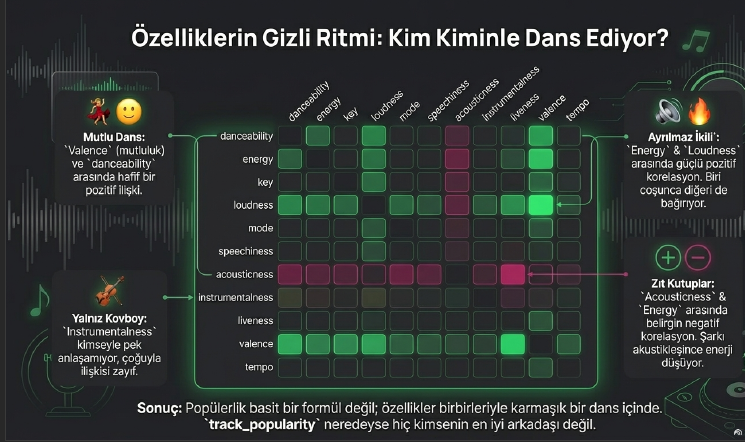 Özelliklerin Gizli Ritmi: Kim Kiminle Dans Ediyor?
Mutlu Dans:
`Valence` (mutluluk)
ve `danceability`
arasında hafif bir
pozitif ilişki.
Yalnız Kovboy:
`Instrumentalness`
kimseyle pek
anlaşamıyor, çoğuyla
ilişkisi zayıf.
danceability
energy
key
loudness
mode
speechiness
acousticness
instrumentalness
liveness
valence
tempo
danceability
energy
key
loudness
mode
speechiness
acousticness
instrumentalness
liveness
valence
tempo
Ayrılmaz İkili`:
`Energy` & `Loudness`
arasında güçlü pozitif
korelasyon. Biri
coşunca diğeri de
bağırıyor.
Zıt Kutuplar:
`Acousticness` &
`Energy` arasında
belirgin negatif
korelasyon. Şarkı
akustikleşince enerji
düşüyor.
Sonuç: Popülerlik basit bir formül değil; özellikler birbirleriyle karmaşık bir dans içinde.
`track_popularity` neredeyse hiç kimsenin en iyi arkadaşı değil.